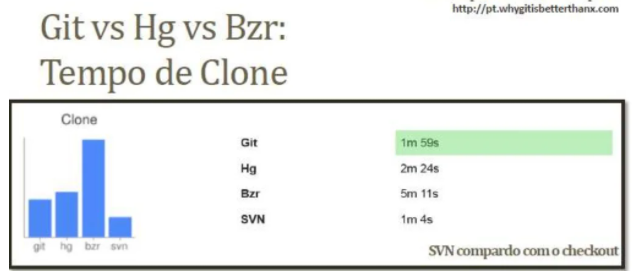 http://pt.whygitisbetterthanx.com
Git vs Hg vs Bzr:
Tempo de Clone
Clone
Git 1m 59s
Hg 2m 24s
Bzr 5m 11s
SVN 1m 4s
git hg bzr svn
SVN compardo com o checkout